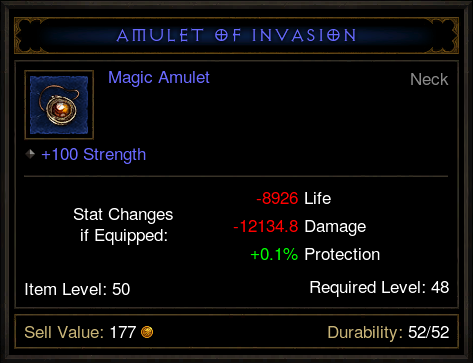 AMULET OF INVASION
Magic Amulet
Neck
+100 Strength
Stat Changes
if Equipped:
-8926 Life
-12134.8 Damage
+0.1% Protection
Item Level: 50
Required Level: 48
Sell Value: 177
Durability: 52/52